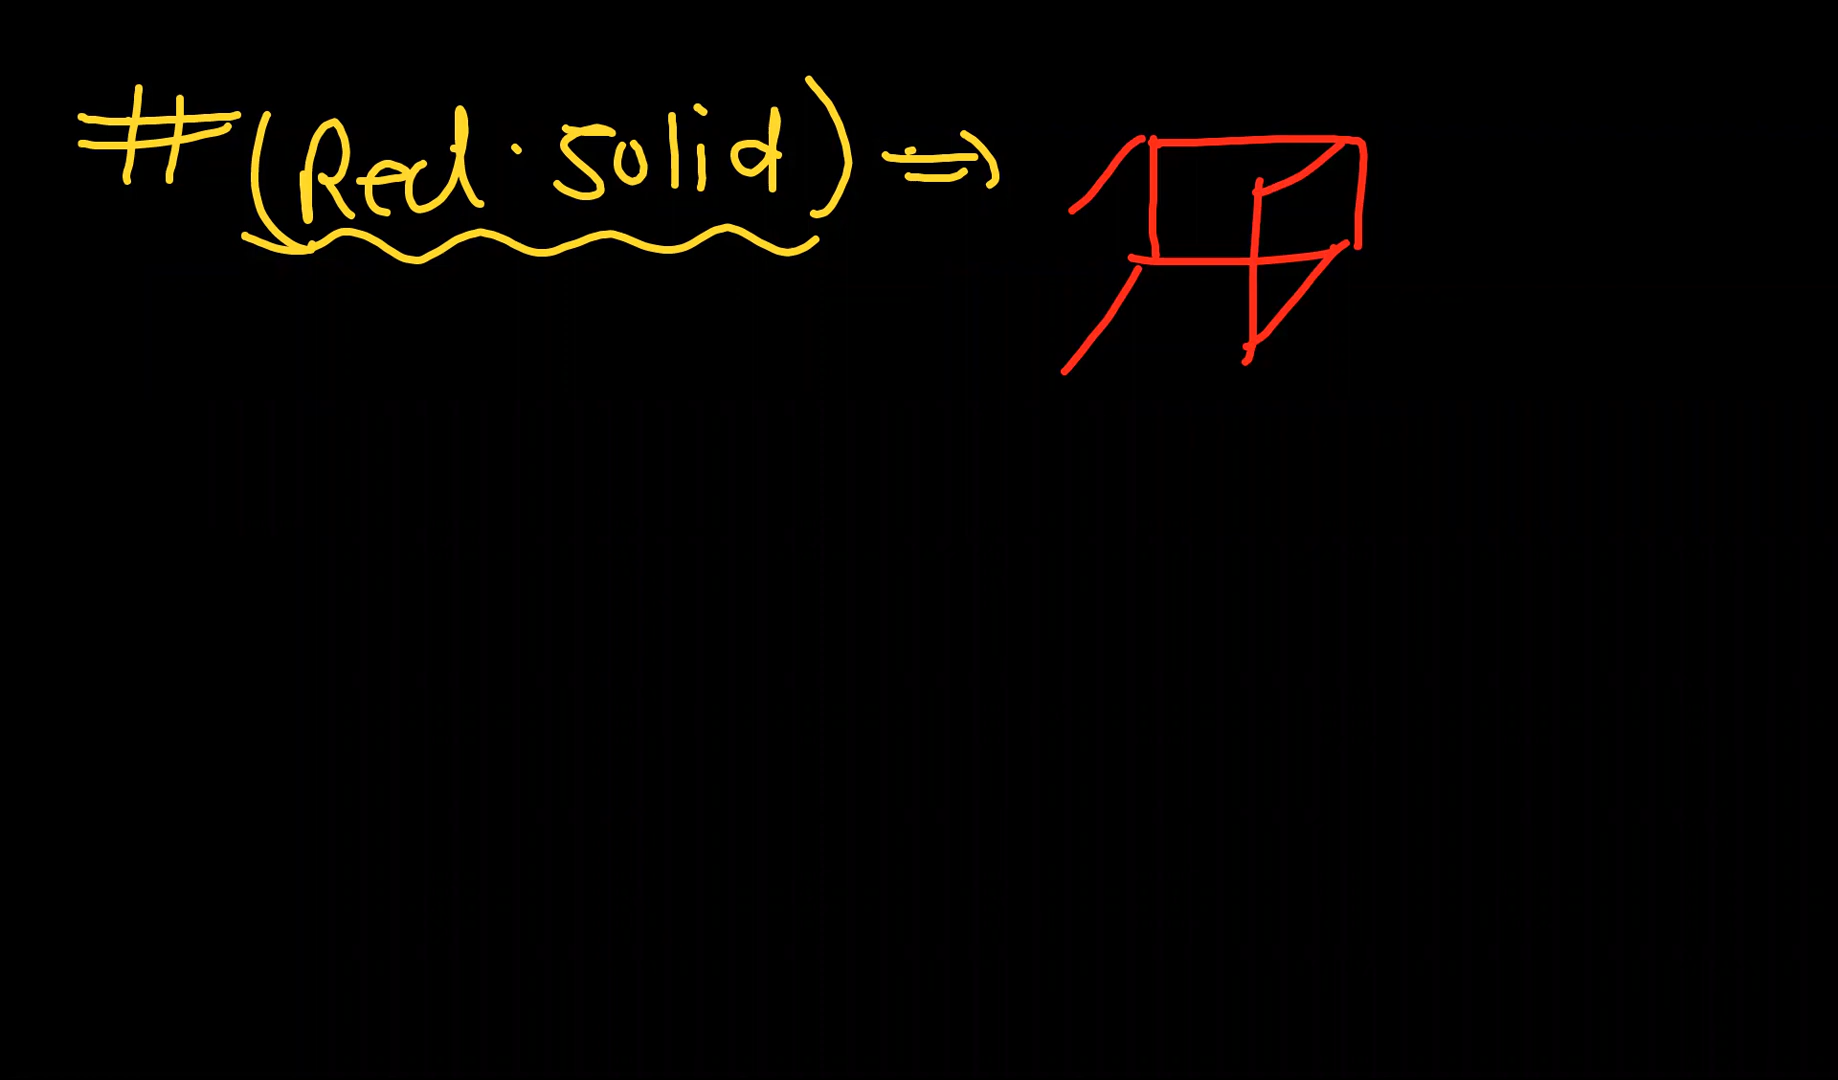 #(Red. Solid) ⇒